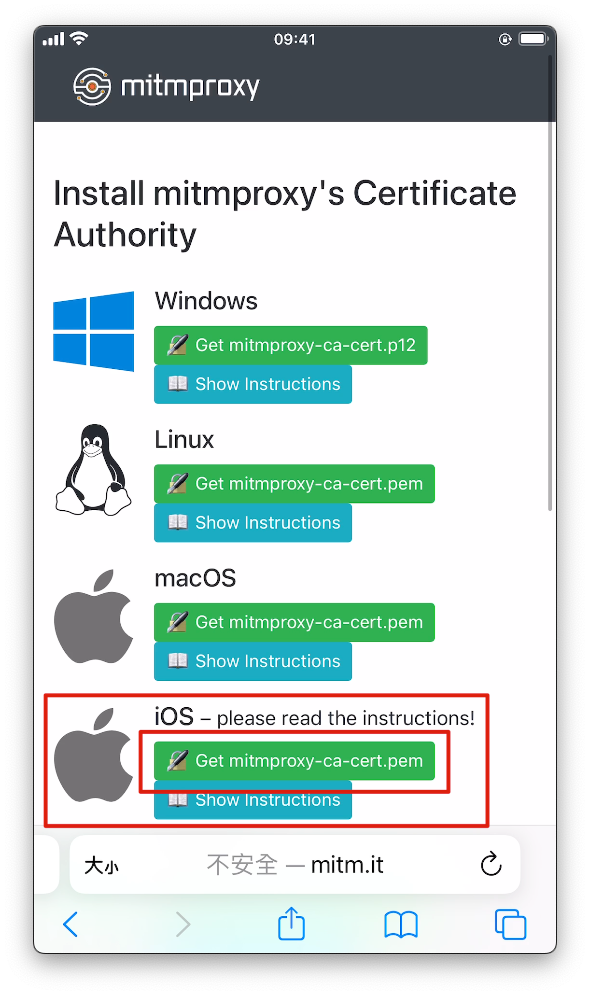 09:41
mitmproxy
Install mitmproxy's Certificate
Authority
Windows
Get mitmproxy-ca-cert.p12
Show Instructions
Linux
Get mitmproxy-ca-cert.pem
Show Instructions
macOS
Get mitmproxy-ca-cert.pem
Show Instructions
iOS – please read the instructions!
Get mitmproxy-ca-cert.pem
Show Instructions
大小 不安全 — mitm.it